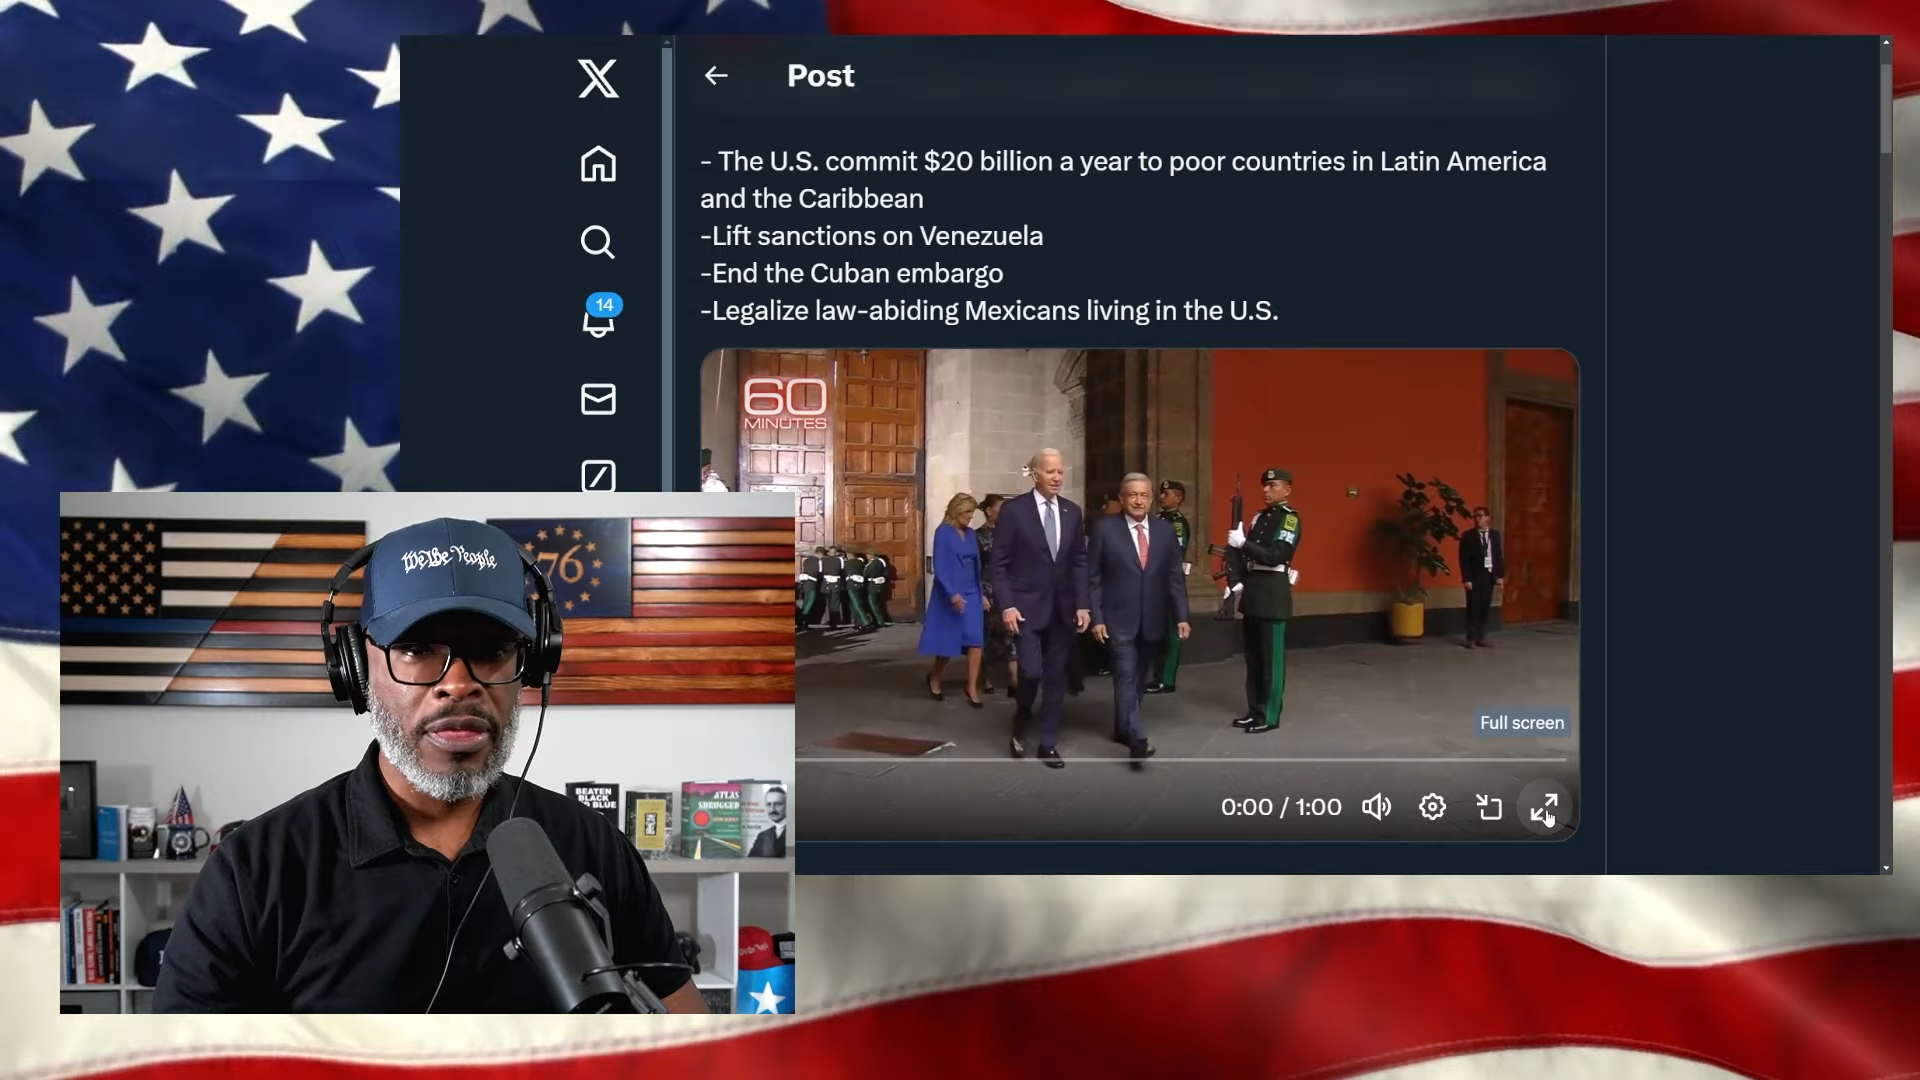 Post
- The U.S. commit $20 billion a year to poor countries in Latin America
and the Caribbean
-Lift sanctions on Venezuela
-End the Cuban embargo
-Legalize law-abiding Mexicans living in the U.S.
14
60
MINUTES
Full screen
0:00 / 1:00
We the People
76
BEATEN
BLACK
AND BLUE
ATLAS
SHRUGGED
PM